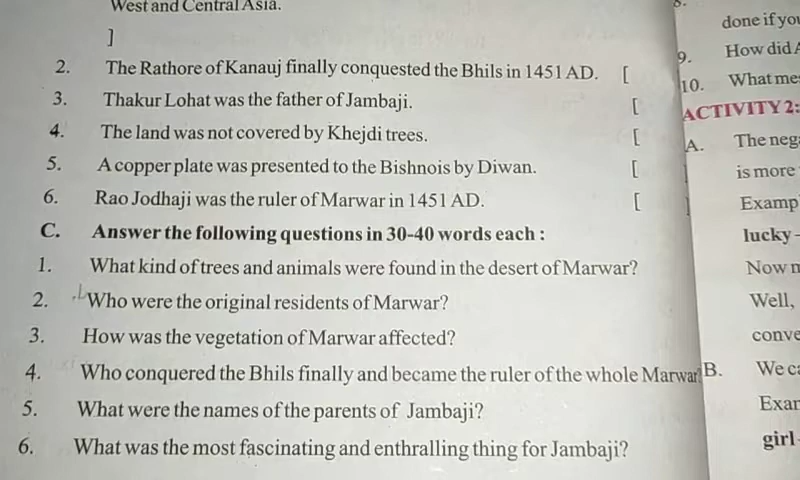 West and Central Asia.
]
2. The Rathore of Kanauj finally conquested the Bhils in 1451 AD. [
3. Thakur Lohat was the father of Jambaji. [
4. The land was not covered by Khejdi trees. [
5. A copper plate was presented to the Bishnois by Diwan. [ ]
6. Rao Jodhaji was the ruler of Marwar in 1451 AD. [ ]
C. Answer the following questions in 30-40 words each :
1. What kind of trees and animals were found in the desert of Marwar?
2. Who were the original residents of Marwar?
3. How was the vegetation of Marwar affected?
4. Who conquered the Bhils finally and became the ruler of the whole Marwar
5. What were the names of the parents of Jambaji?
6. What was the most fascinating and enthralling thing for Jambaji?
8.
done if you
9. How did A
10. What me
ACTIVITY 2:
A. The neg
is more
Examp
lucky -
Now n
Well,
conve
B. We ca
Exam
girl -